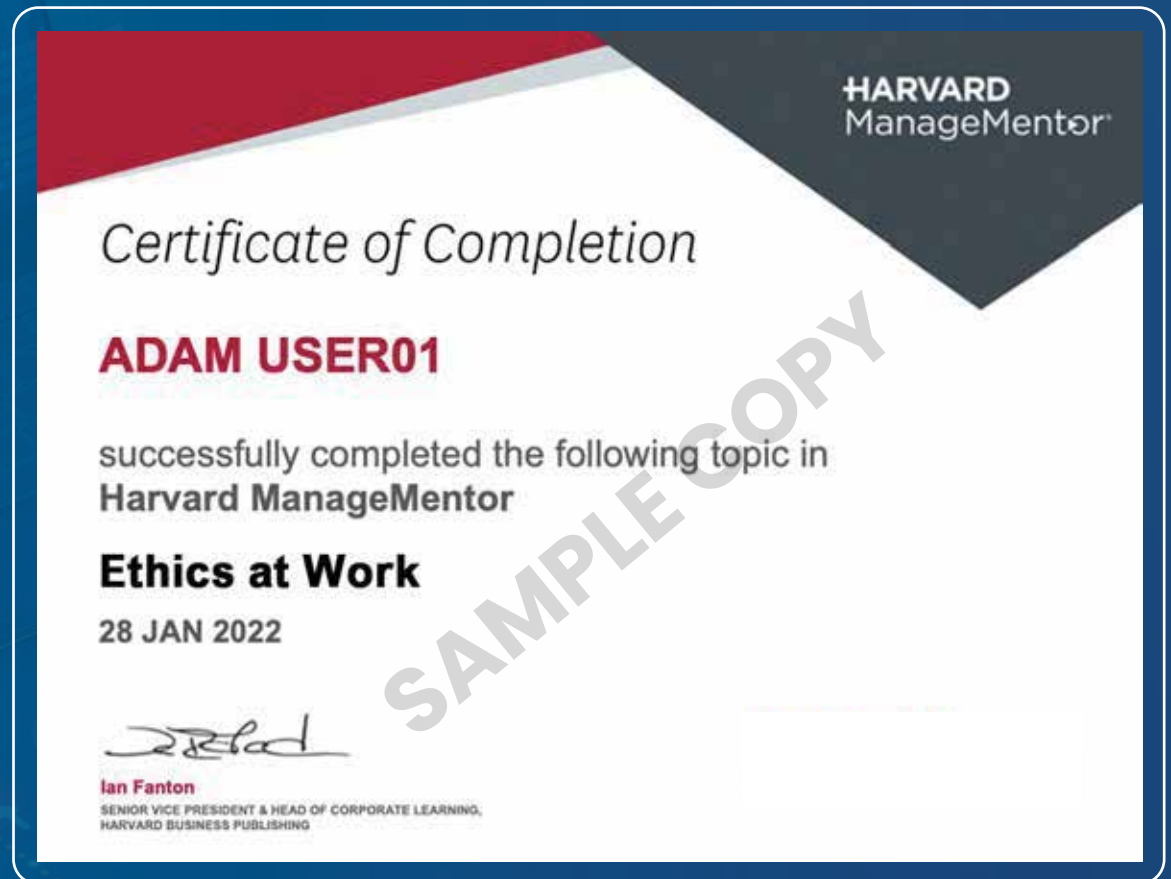 HARVARD
ManageMentor
Certificate of Completion
ADAM USER01
successfully completed the following topic in
Harvard ManageMentor
Ethics at Work
28 JAN 2022
SAMPLE COPY
Ian Fanton
SENIOR VICE PRESIDENT & HEAD OF CORPORATE LEARNING,
HARVARD BUSINESS PUBLISHING